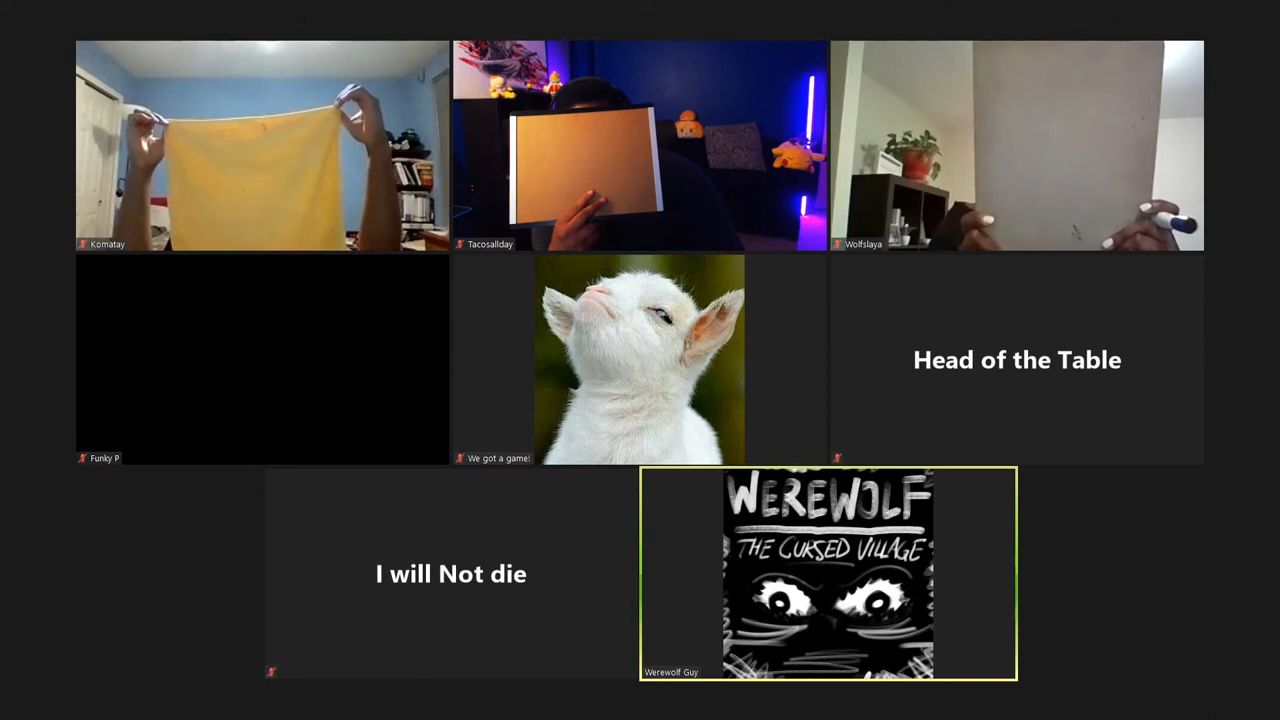 Komatay
Tacosallday
Wolfslaya
Funky P
We got a game!
Head of the Table
I will Not die
WEREWOLF
THE CURSED VILLAGE
Werewolf Guy